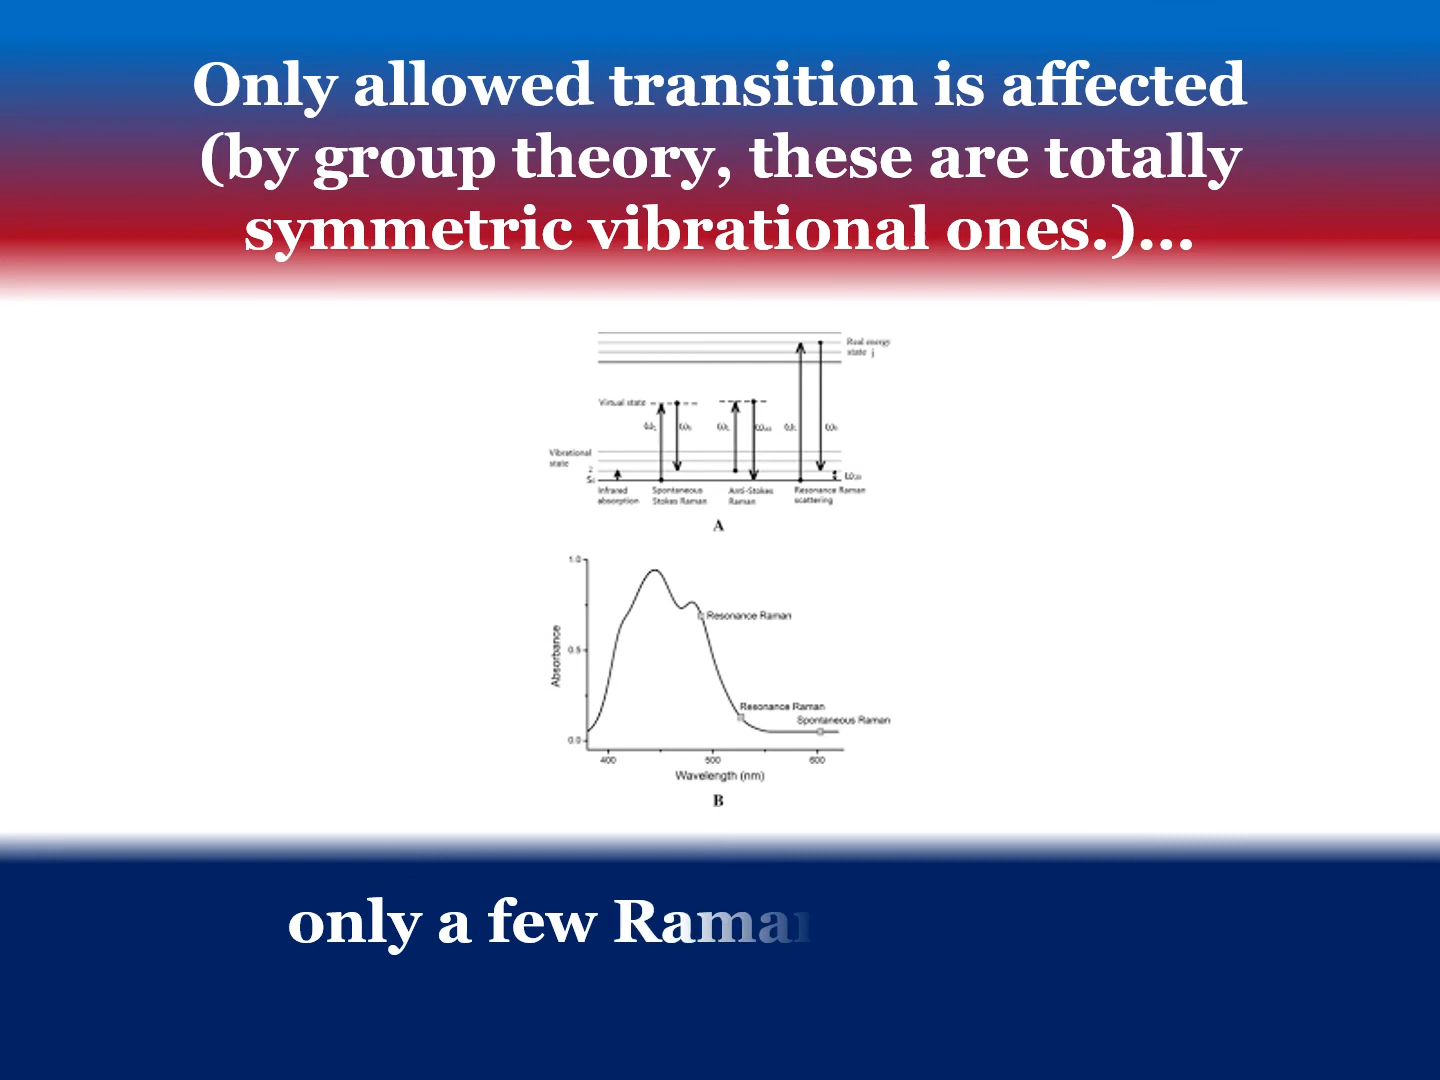 Only allowed transition is affected
(by group theory, these are totally
symmetric vibrational ones.)...
Real energy
state j
Virtual state
ω
ω
ω
ω
ω
ω
Vibrational
state
ω
Infrared
absorption
Spontaneous
Stokes Raman
Anti-Stokes
Raman
Resonance Raman
scattering
A
1.0
Resonance Raman
Absorbance
0.5
Resonance Raman
Spontaneous Raman
0.0
400
500
600
Wavelength (nm)
B
only a few Raman